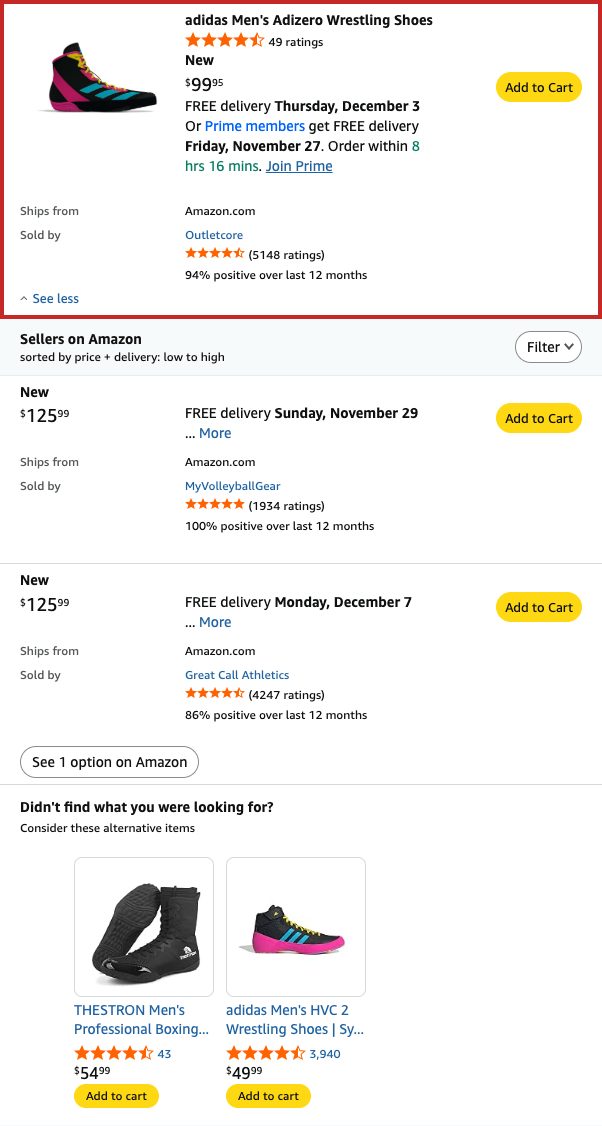 adidas Men's Adizero Wrestling Shoes
49 ratings
New
$99.95
FREE delivery Thursday, December 3
Or Prime members get FREE delivery
Friday, November 27. Order within 8
hrs 16 mins. Join Prime
Add to Cart
Ships from
Amazon.com
Sold by
Outletcore
(5148 ratings)
94% positive over last 12 months
See less
Sellers on Amazon
sorted by price + delivery: low to high
Filter
New
$125.99
FREE delivery Sunday, November 29
... More
Add to Cart
Ships from
Amazon.com
Sold by
MyVolleyballGear
(1934 ratings)
100% positive over last 12 months
New
$125.99
FREE delivery Monday, December 7
... More
Add to Cart
Ships from
Amazon.com
Sold by
Great Call Athletics
(4247 ratings)
86% positive over last 12 months
See 1 option on Amazon
Didn't find what you were looking for?
Consider these alternative items
THESTRON
THESTRON Men's
Professional Boxing...
43
$54.99
Add to cart
adidas Men's HVC 2
Wrestling Shoes | Sy...
3,940
$49.99
Add to cart